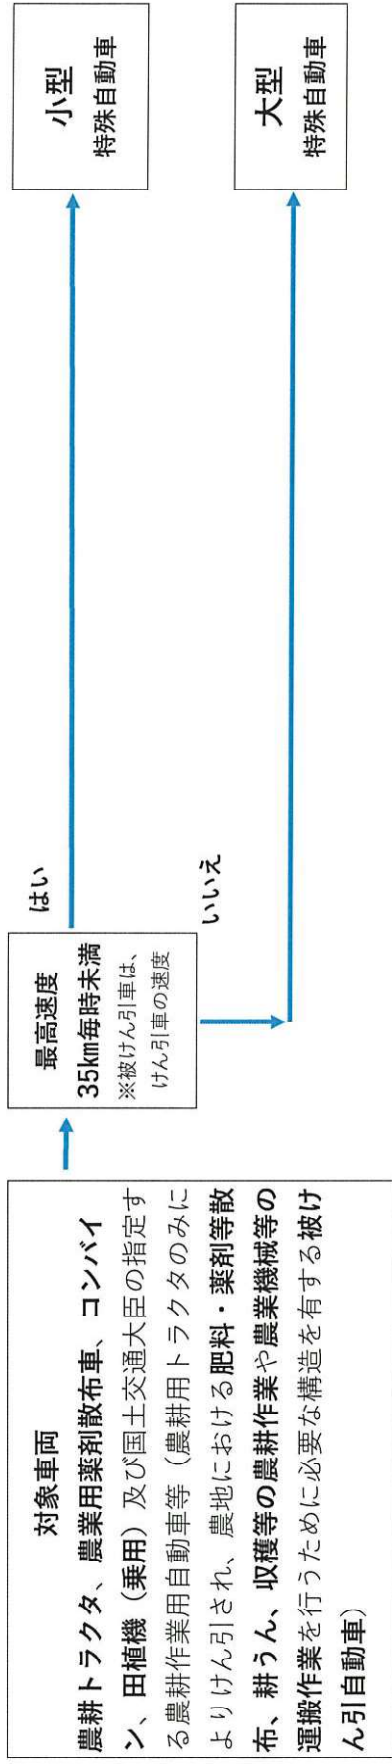 対象車両
農耕トラクタ、農業用薬剤散布車、コンバイ
ン、田植機（乗用）及び国土交通大臣の指定す
る農耕作業用自動車等（農耕用トラクタのみに
よりけん引され、農地における肥料・薬剤等散
布、耕うん、収穫等の農耕作業や農業機械等の
運搬作業を行うために必要な構造を有する被け
ん引自動車）
最高速度
35km毎時未満
※被けん引車は、
けん引車の速度
はい
いいえ
小型
特殊自動車
大型
特殊自動車